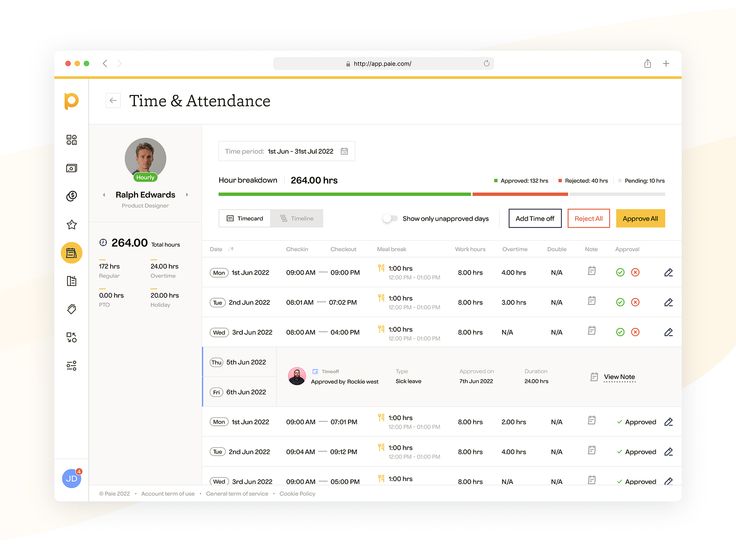 http://app.paie.com/
Time & Attendance
Hourly
Ralph Edwards
Product Designer
264.00 Total hours
172 hrs 24.00 hrs
Regular Overtime
0.00 hrs 20.00 hrs
PTO Holiday
JD 4
Time period: 1st Jun - 31st Jul 2022
Hour breakdown 264.00 hrs Approved: 132 hrs Rejected: 40 hrs Pending: 10 hrs
Timecard Timeline Show only unapproved days Add Time off Reject All Approve All
Date Checkin Checkout Meal break Work hours Overtime Double Note Approval
Mon 1st Jun 2022 09:00 AM 09:00 PM 1:00 hrs 12:00 PM - 01:00 PM 8.00 hrs 4.00 hrs N/A
Tue 2nd Jun 2022 08:01 AM 07:02 PM 1:00 hrs 12:00 PM - 01:00 PM 8.00 hrs 3.00 hrs N/A
Wed 3rd Jun 2022 08:00 AM 04:00 PM 1:00 hrs 12:00 PM - 01:00 PM 8.00 hrs N/A N/A
Thu 5th Jun 2022
Fri 6th Jun 2022
Timeoff Type Approved on Duration
Approved by Rockie west Sick leave 7th Jun 2022 24.00 hrs View Note
Mon 1st Jun 2022 09:00 AM 07:01 PM 1:00 hrs 12:00 PM - 01:00 PM 8.00 hrs 2.00 hrs N/A Approved
Tue 2nd Jun 2022 09:04 AM 09:12 PM 1:00 hrs 12:00 PM - 01:00 PM 8.00 hrs 4.00 hrs N/A Approved
Wed 3rd Jun 2022 09:00 AM 05:00 PM 1:00 hrs 8.00 hrs N/A N/A Approved
© Paie 2022 • Account term of use • General term of service • Cookie Policy